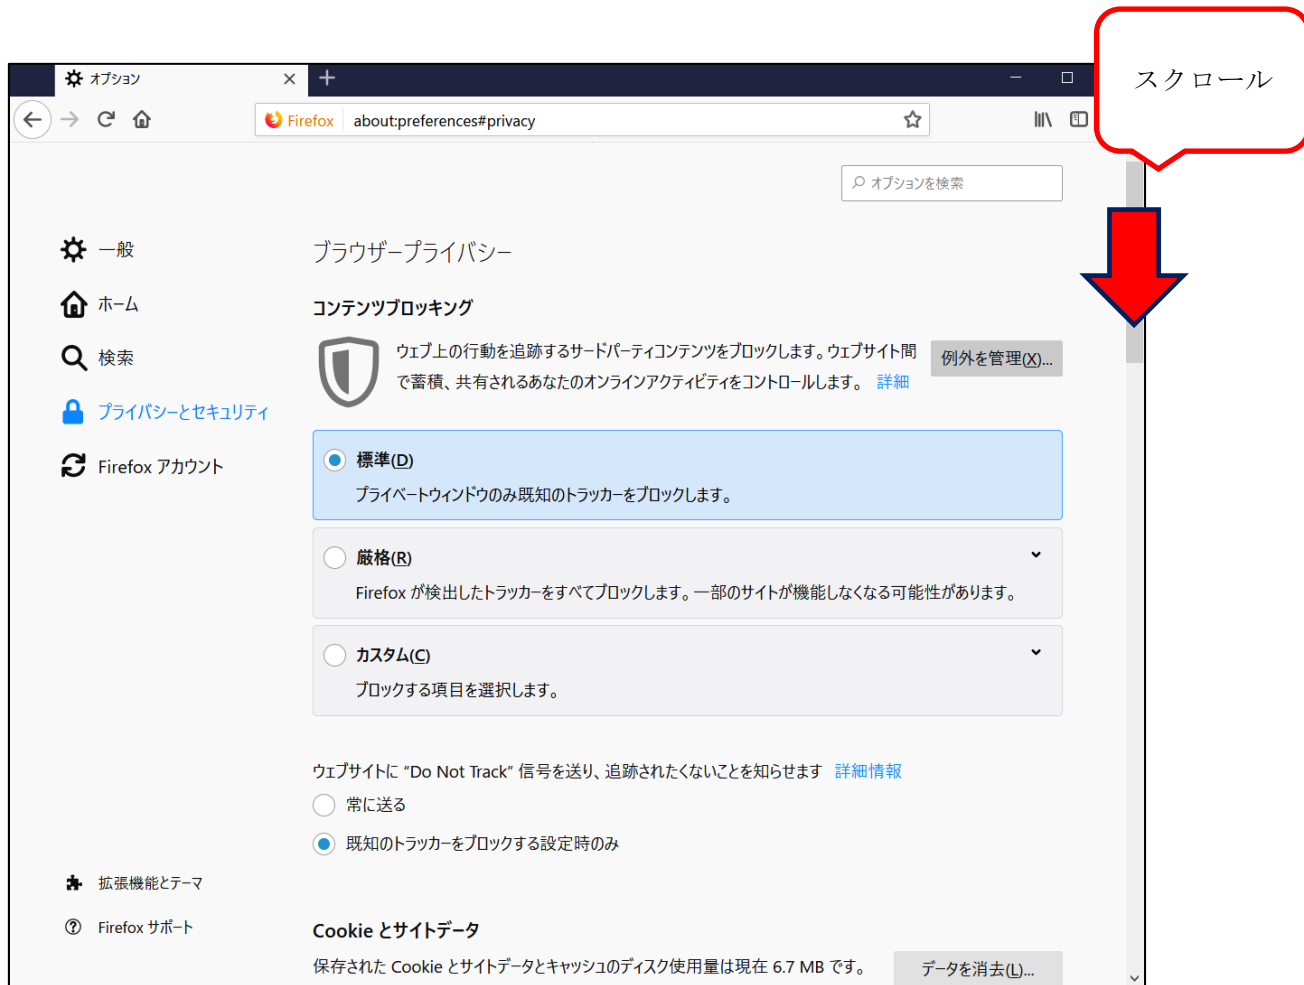 スクロール
オプション
Firefox about:preferences#privacy
オプションを検索
一般
ホーム
検索
プライバシーとセキュリティ
Firefox アカウント
拡張機能とテーマ
Firefox サポート
ブラウザープライバシー
コンテンツブロッキング
ウェブ上の行動を追跡するサードパーティコンテンツをブロックします。ウェブサイト間
で蓄積、共有されるあなたのオンラインアクティビティをコントロールします。 詳細
例外を管理(X)...
標準(D)
プライベートウィンドウのみ既知のトラッカーをブロックします。
厳格(R)
Firefox が検出したトラッカーをすべてブロックします。一部のサイトが機能しなくなる可能性があります。
カスタム(C)
ブロックする項目を選択します。
ウェブサイトに “Do Not Track” 信号を送り、追跡されたくないことを知らせます 詳細情報
常に送る
既知のトラッカーをブロックする設定時のみ
Cookie とサイトデータ
保存された Cookie とサイトデータとキャッシュのディスク使用量は現在 6.7 MB です。
データを消去(L)...